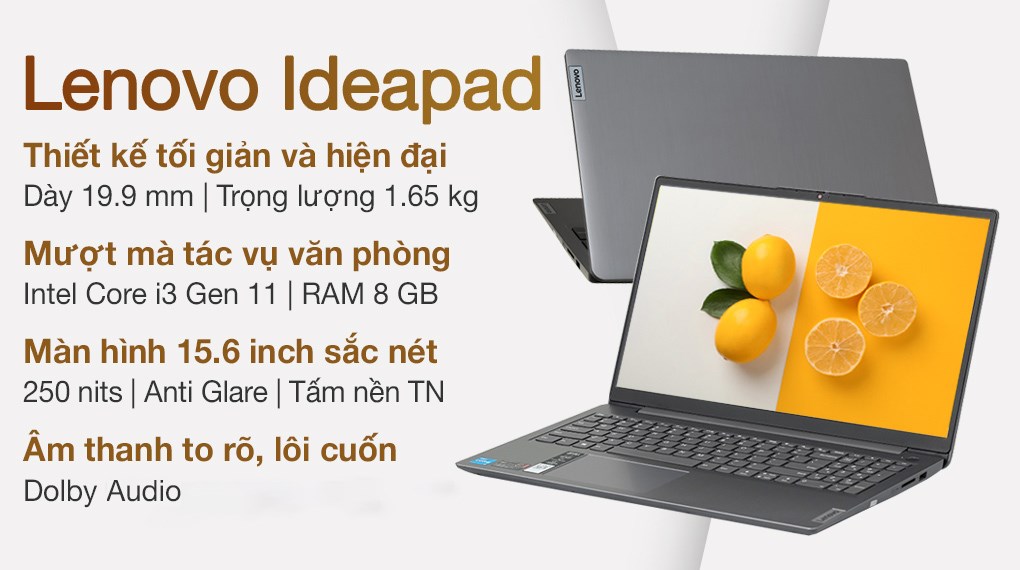 Lenovo Ideapad
Thiết kế tối giản và hiện đại
Dày 19.9 mm | Trọng lượng 1.65 kg
Mượt mà tác vụ văn phòng
Intel Core i3 Gen 11 | RAM 8 GB
Màn hình 15.6 inch sắc nét
250 nits | Anti Glare | Tấm nền TN
Âm thanh to rõ, lôi cuốn
Dolby Audio
Lenovo
Lenovo